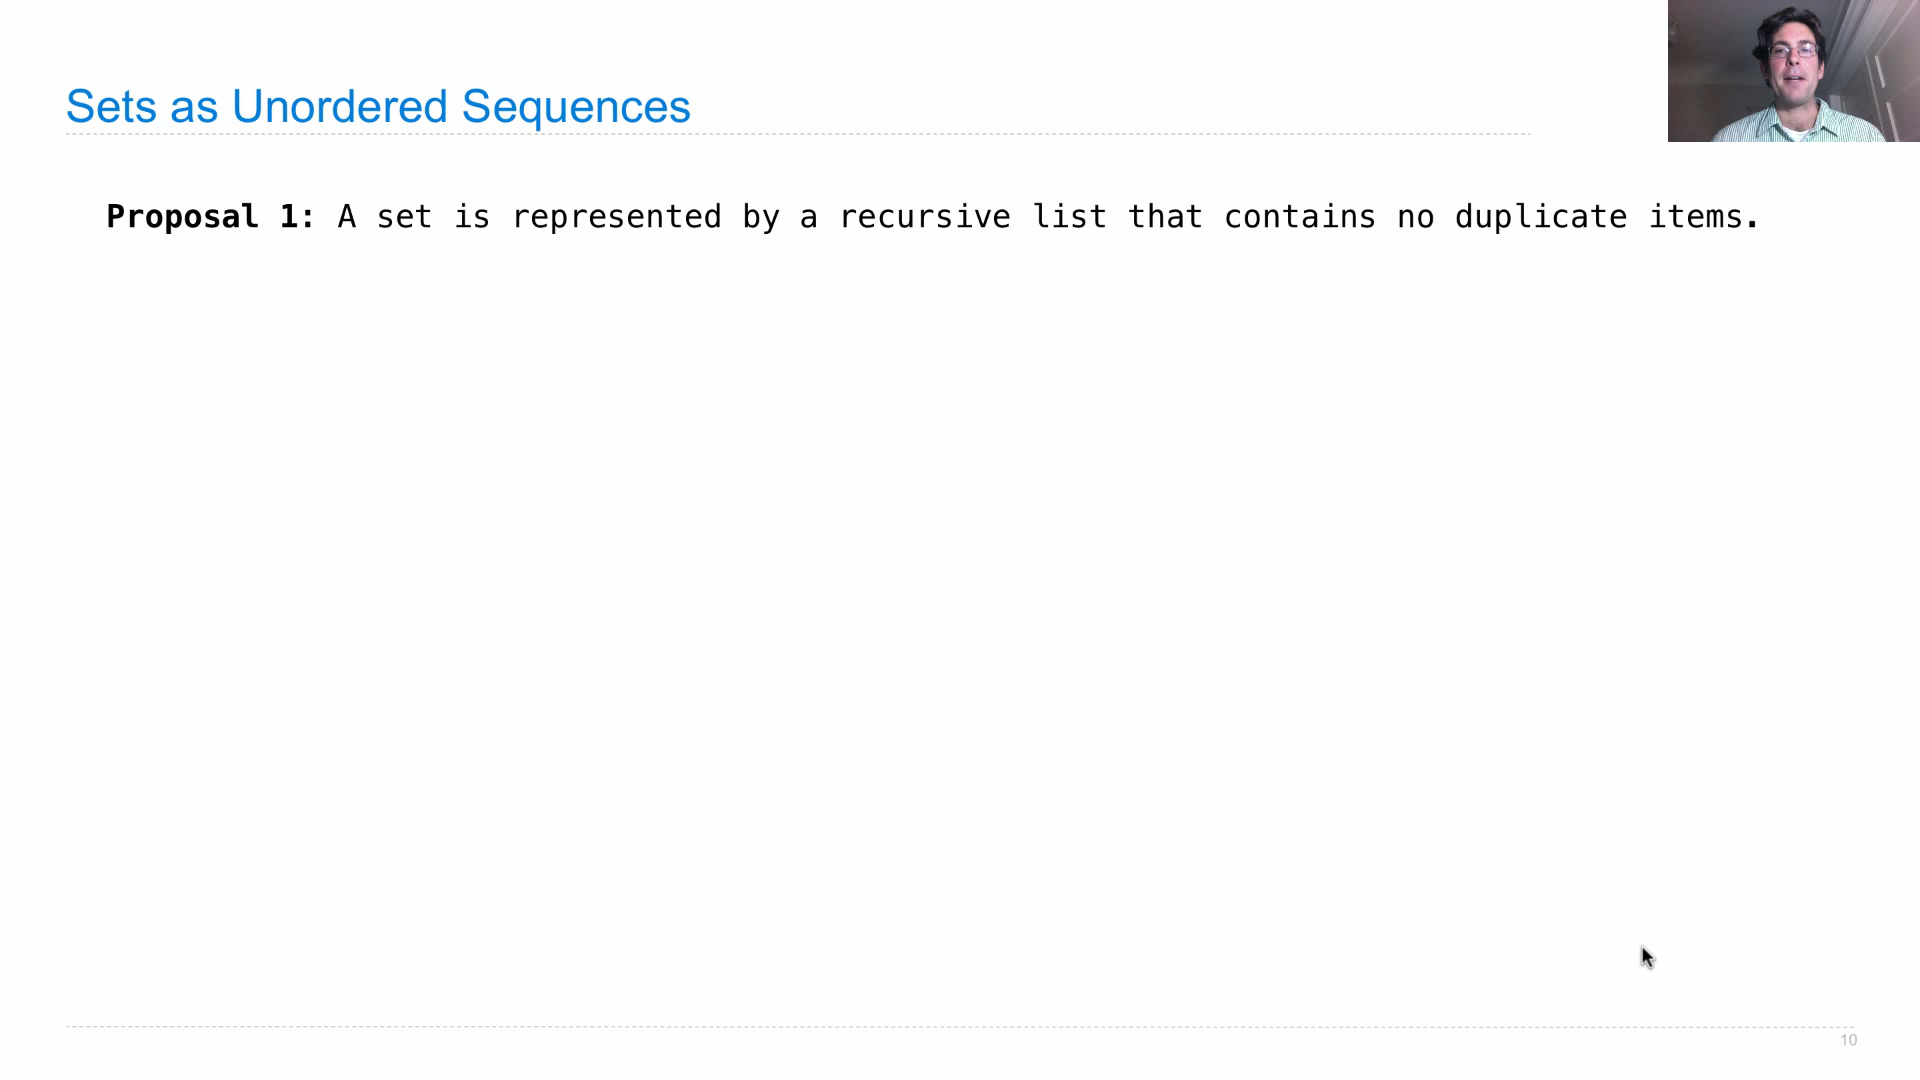 Sets as Unordered Sequences
Proposal 1: A set is represented by a recursive list that contains no duplicate items.
10